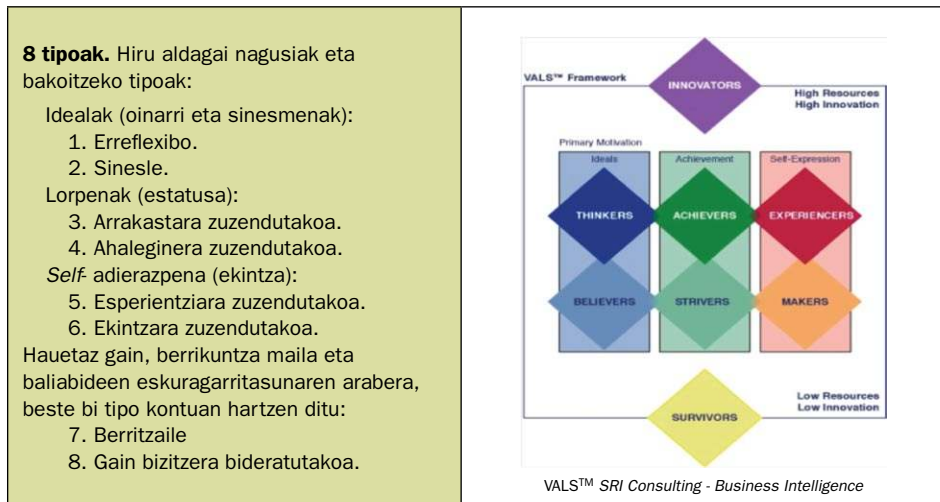 8 tipoak. Hiru aldagai nagusiak eta
bakoitzeko tipoak:
Idealak (oinarri eta sinesmenak):
1. Erreflexibo.
2. Sinesle.
Lorpenak (estatusa):
3. Arrakastara zuzendutakoa.
4. Ahaleginera zuzendutakoa.
Self- adierazpena (ekintza):
5. Esperientziara zuzendutakoa.
6. Ekintzara zuzendutakoa.
Hauetaz gain, berrikuntza maila eta
baliabideen eskuragarritasunaren arabera,
beste bi tipo kontuan hartzen ditu:
7. Berritzaile
8. Gain bizitzera bideratutakoa.
VALS™ Framework
INNOVATORS
High Resources
High Innovation
Primary Motivation
Ideals Achievement Self-Expression
THINKERS ACHIEVERS EXPERIENCERS
BELIEVERS STRIVERS MAKERS
Low Resources
Low Innovation
SURVIVORS
VALS™ SRI Consulting - Business Intelligence